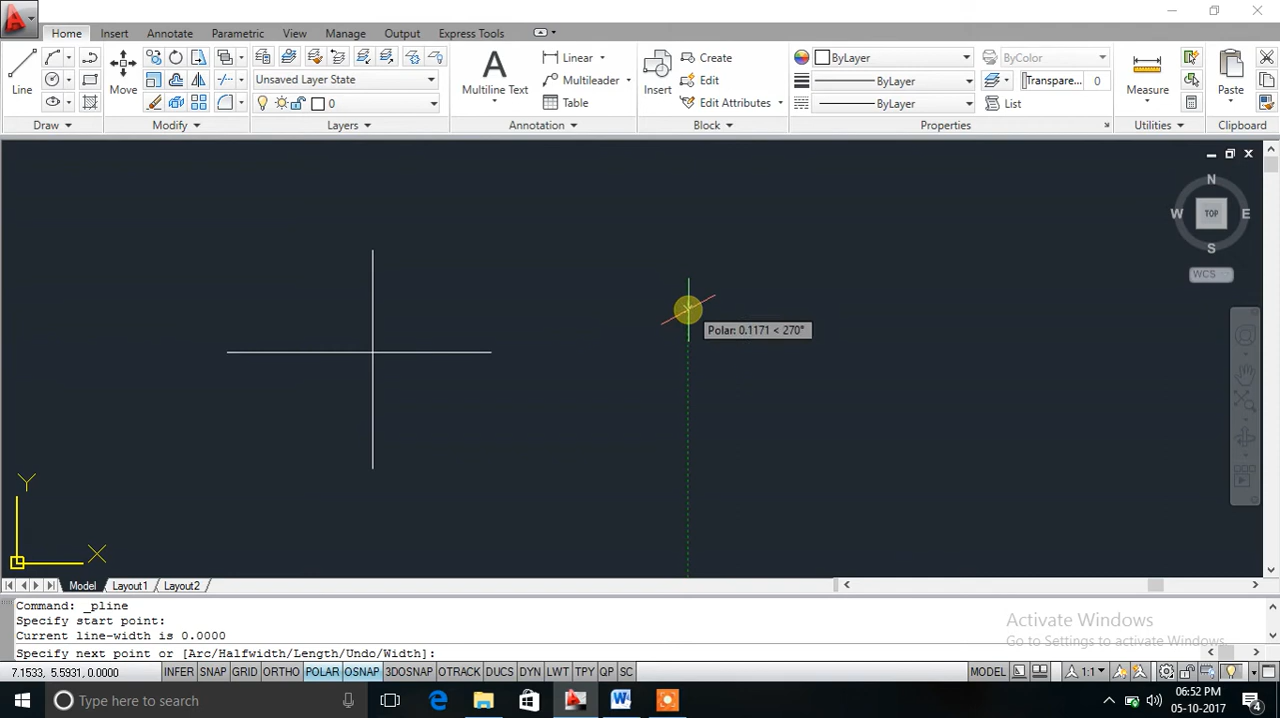 Home Insert Annotate Parametric View Manage Output Express Tools
Line Move Unsaved Layer State 0 Multiline Text Linear Multileader Table Insert Create Edit Edit Attributes ByLayer ByLayer ByLayer ByColor Transpare... 0 List Measure Paste
Draw Modify Layers Annotation Block Properties Utilities Clipboard
N
W TOP E
S
WCS
Polar: 0.1171 < 270°
Y
X
Model Layout1 Layout2
Command: _pline
Specify start point:
Current line-width is 0.0000
Specify next point or [Arc/Halfwidth/Length/Undo/Width]:
Activate Windows
Go to Settings to activate Windows.
7.1533, 5.5931, 0.0000 INFER SNAP GRID ORTHO POLAR OSNAP 3DOSNAP OTRACK DUCS DYN LWT TPY QP SC MODEL 1:1
Type here to search
06:52 PM
05-10-2017
4